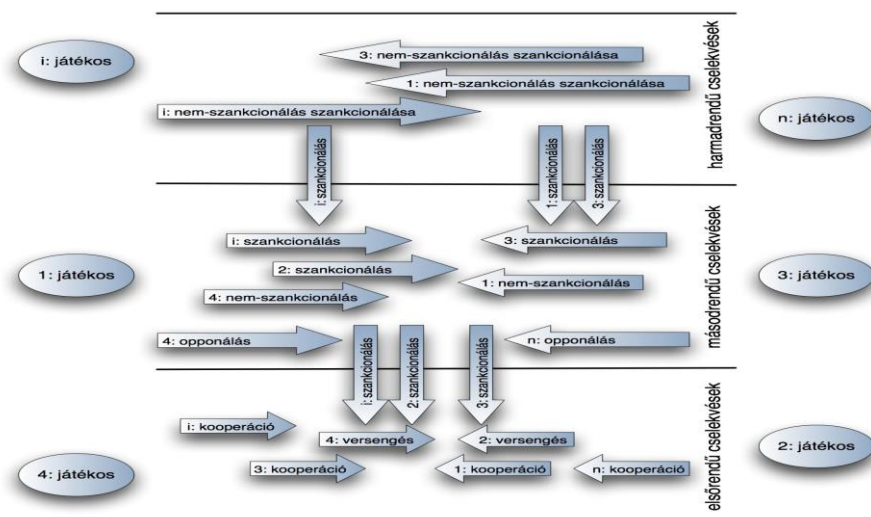 i: játékos
3: nem-szankcionálás szankcionálása
1: nem-szankcionálás szankcionálása
i: nem-szankcionálás szankcionálása
harmadrendű cselekvések
n: játékos
i: szankcionálás
1: szankcionálás
3: szankcionálás
1: játékos
i: szankcionálás
3: szankcionálás
2: szankcionálás
1: nem-szankcionálás
4: nem-szankcionálás
4: opponálás
n: opponálás
másodrendű cselekvések
3: játékos
i: szankcionálás
2: szankcionálás
3: szankcionálás
i: kooperáció
4: versengés
2: versengés
3: kooperáció
1: kooperáció
n: kooperáció
elsőrendű cselekvések
4: játékos
2: játékos